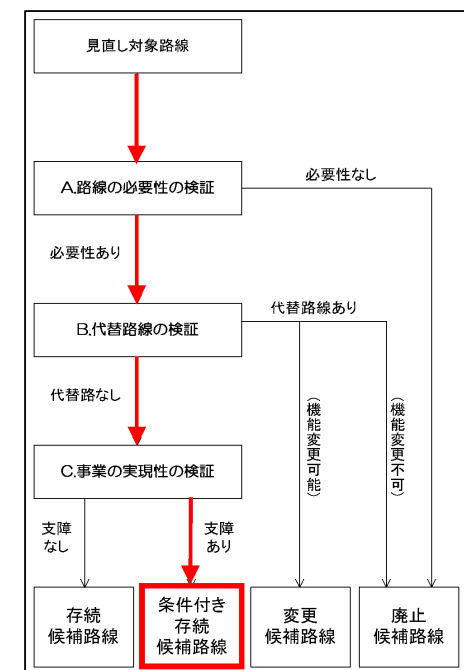 見直し対象路線
必要性なし
A.路線の必要性の検証
必要性あり
代替路線あり
B.代替路線の検証
代替路なし
(機能変更可能)
(機能変更不可)
C.事業の実現性の検証
支障
なし
支障
あり
存続
候補路線
条件付き
存続
候補路線
変更
候補路線
廃止
候補路線